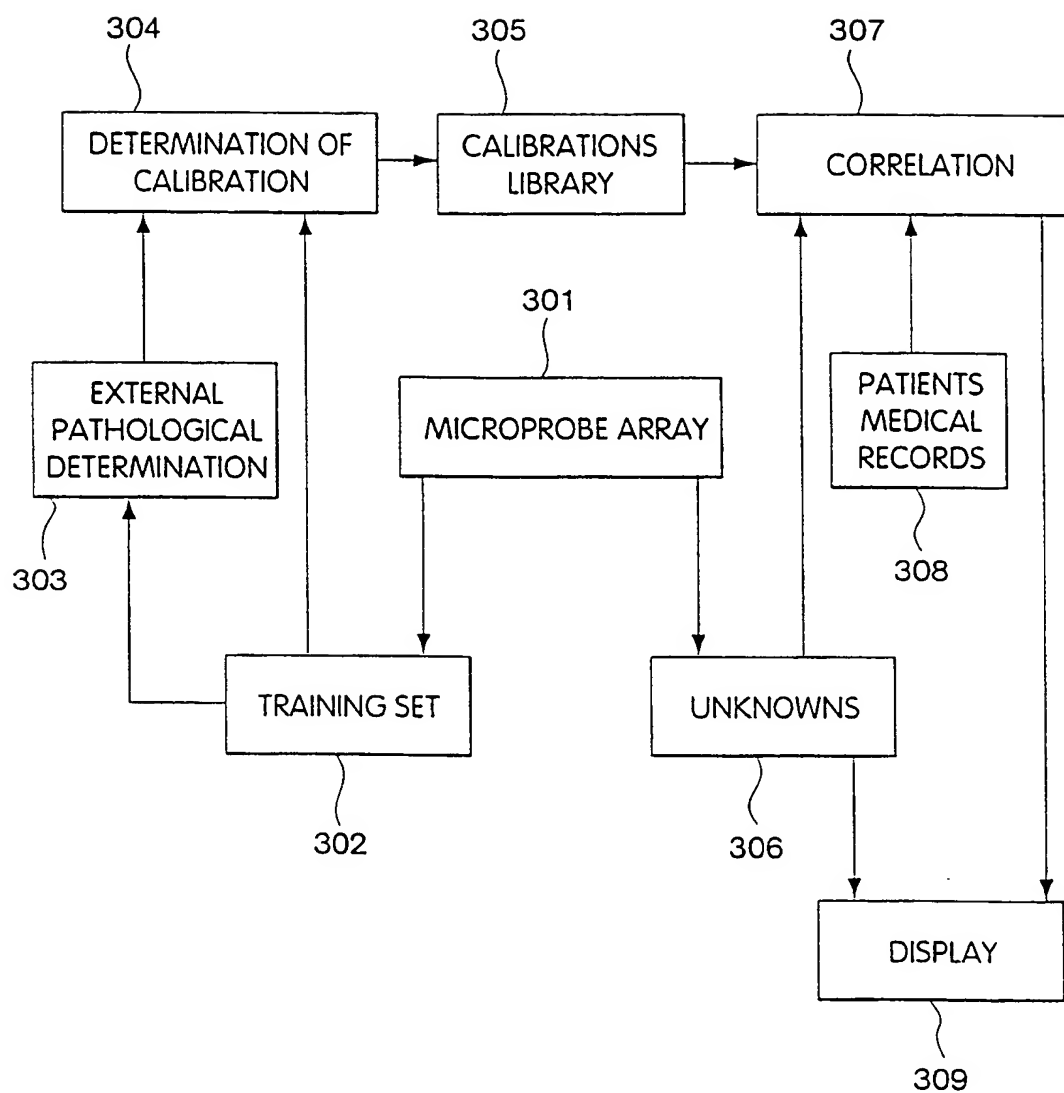 304
305
307
DETERMINATION OF
CALIBRATION
CALIBRATIONS
LIBRARY
CORRELATION
301
EXTERNAL
PATHOLOGICAL
DETERMINATION
MICROPROBE ARRAY
PATIENTS
MEDICAL
RECORDS
303
308
TRAINING SET
UNKNOWNS
302
306
DISPLAY
309